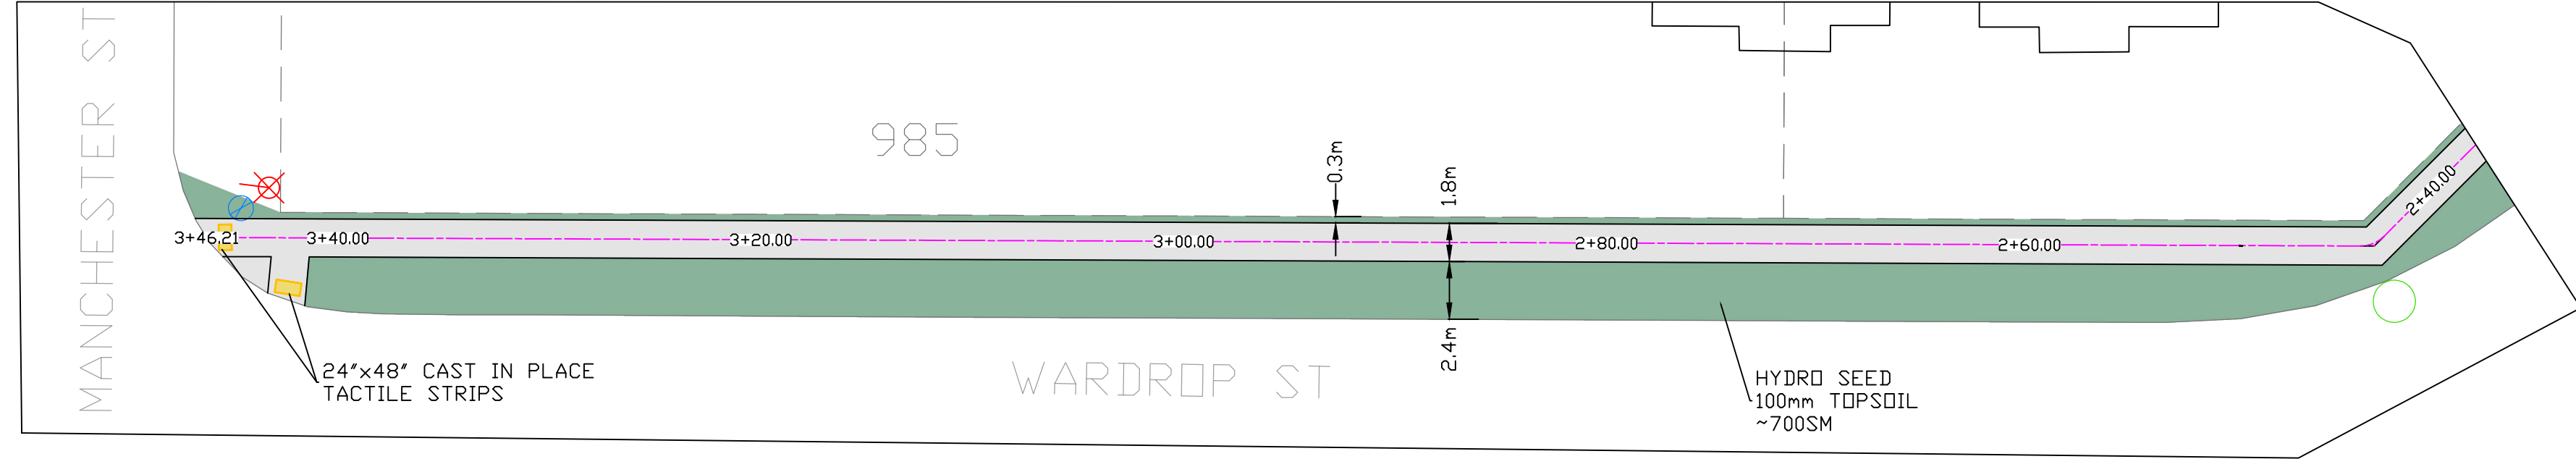 MANCHESTER ST
985
0.3m
1.8m
3+46.21
3+40.00
3+20.00
3+00.00
2+80.00
2+60.00
2+40.00
2.4m
24"x48" CAST IN PLACE
TACTILE STRIPS
WARDROP ST
HYDRO SEED
100mm TOPSOIL
~700SM